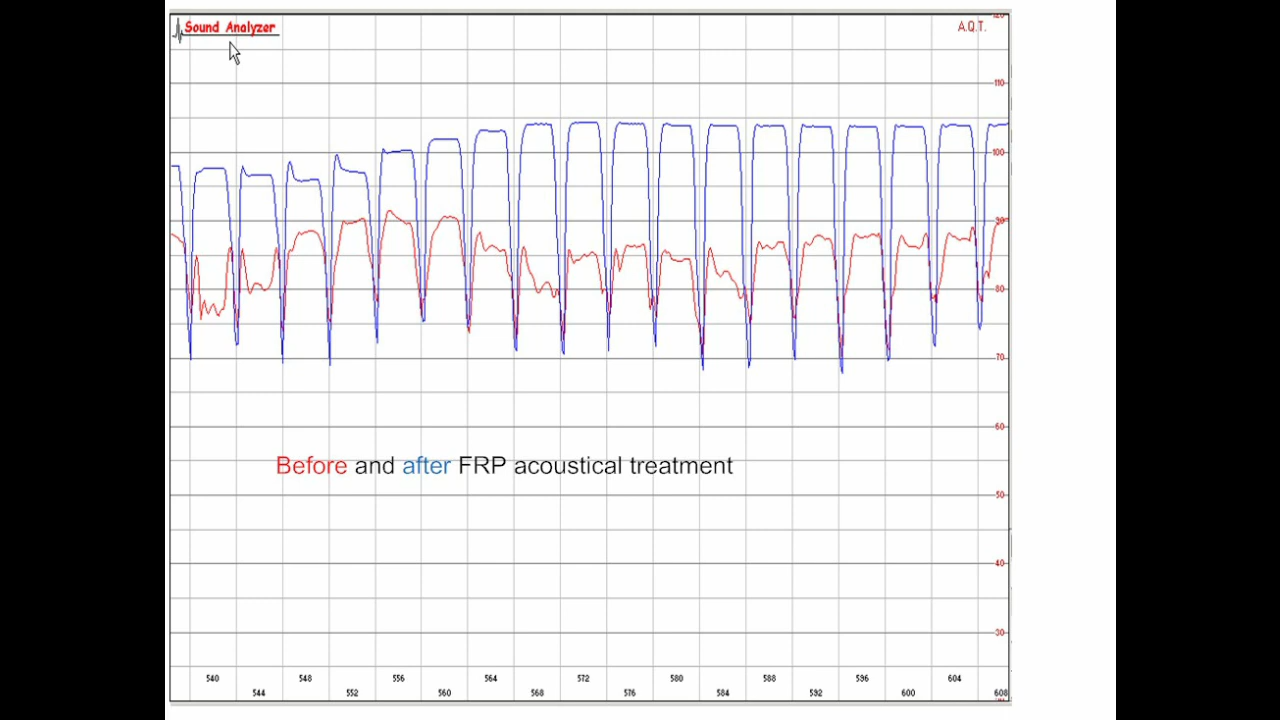 Sound Analyzer
A.Q.T.
120
110
100
90
80
70
60
50
40
30
Before and after FRP acoustical treatment
540 548 556 564 572 580 588 596 604
544 552 560 568 576 584 592 600 608